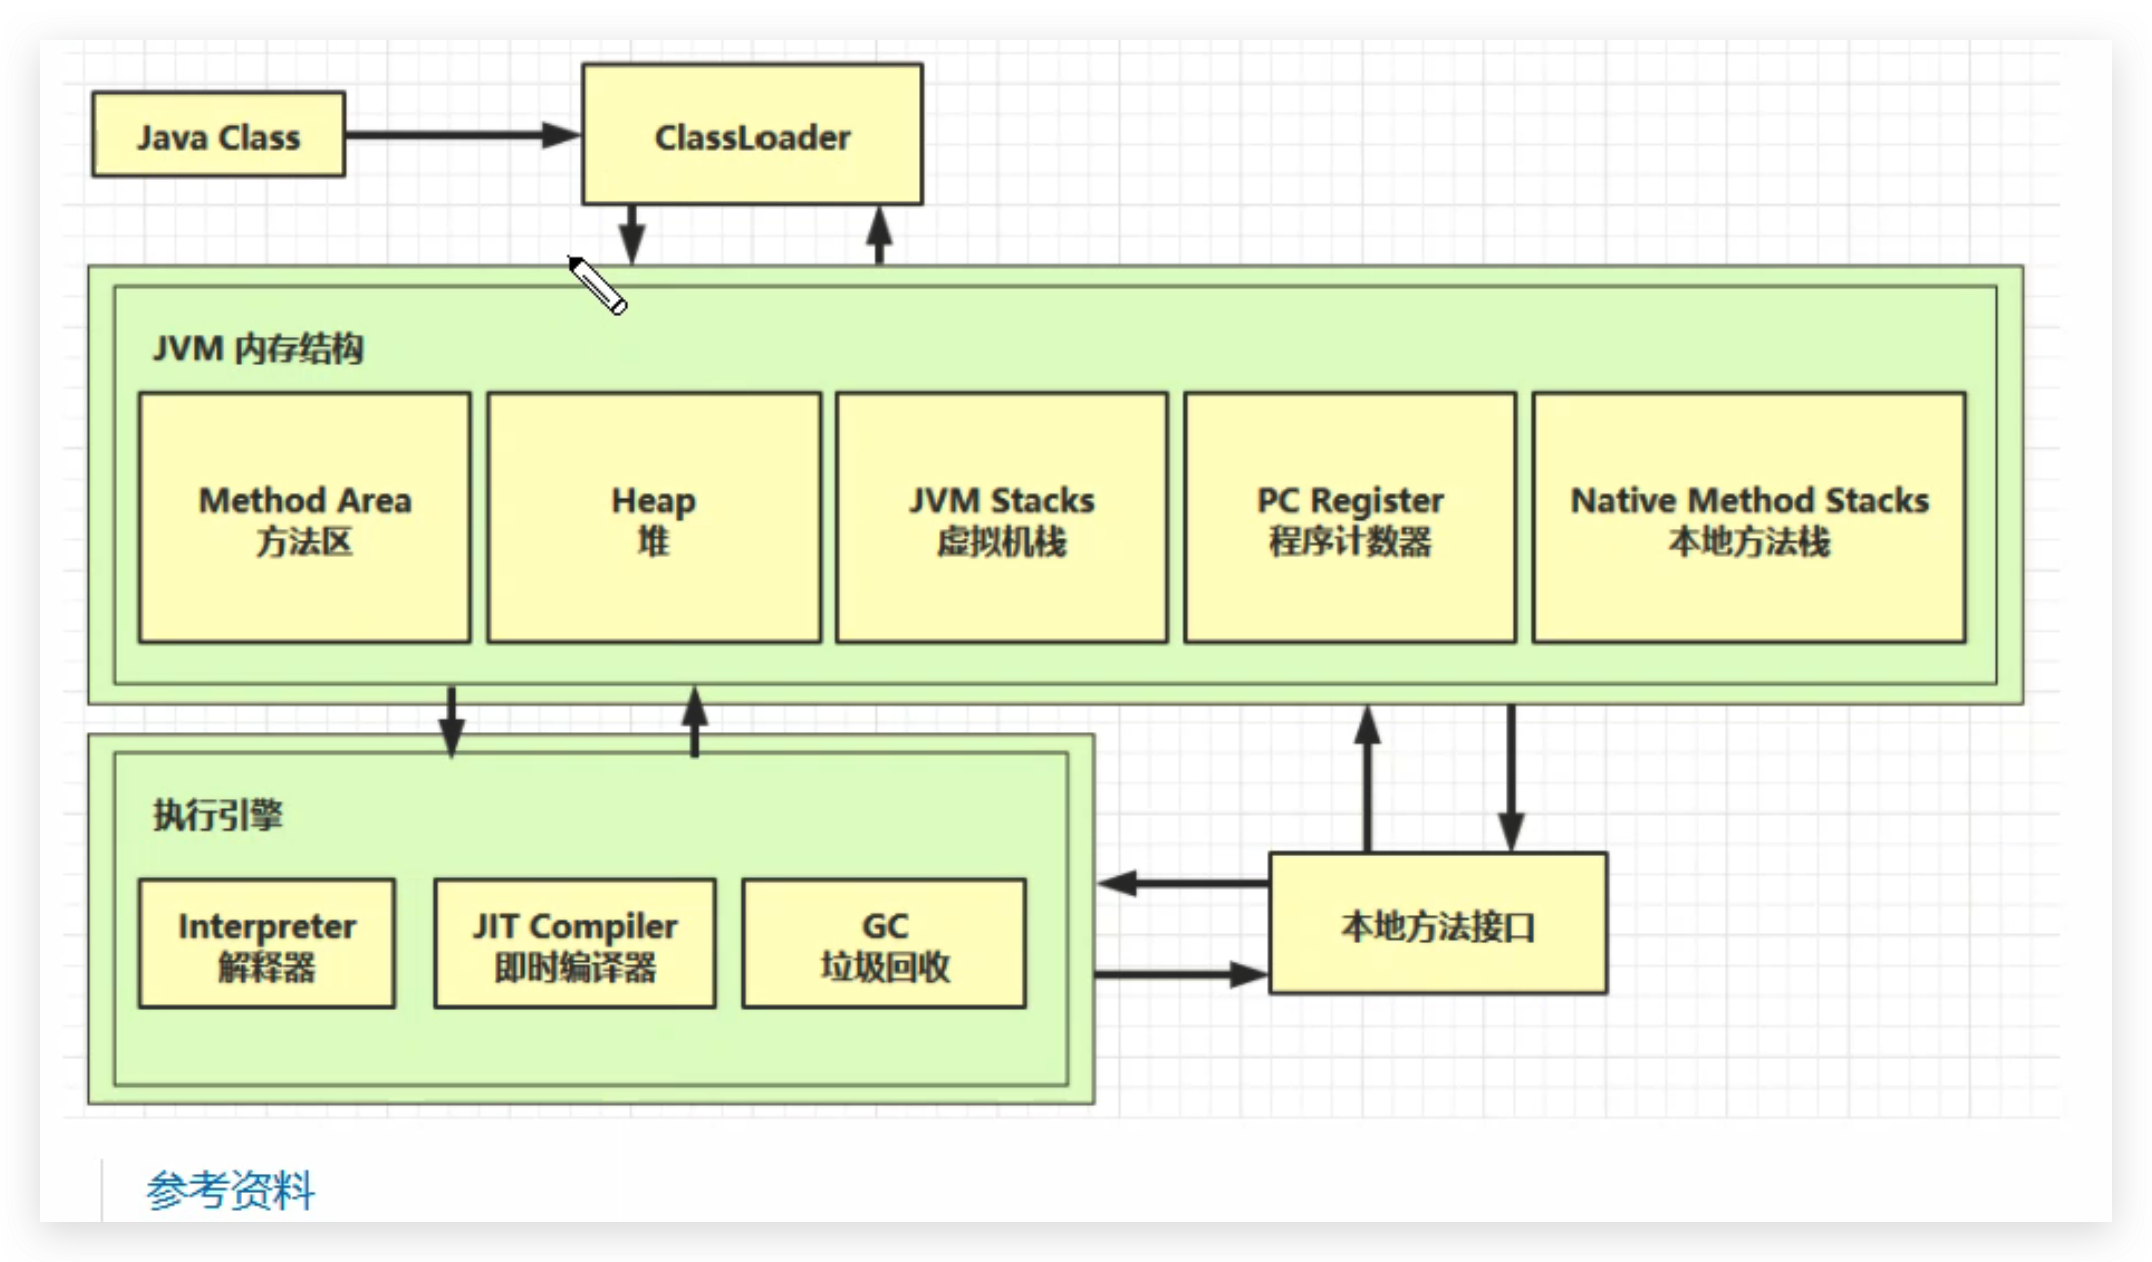 Java Class
ClassLoader
JVM 内存结构
Method Area
方法区
Heap
堆
JVM Stacks
虚拟机栈
PC Register
程序计数器
Native Method Stacks
本地方法栈
执行引擎
Interpreter
解释器
JIT Compiler
即时编译器
GC
垃圾回收
本地方法接口
参考资料